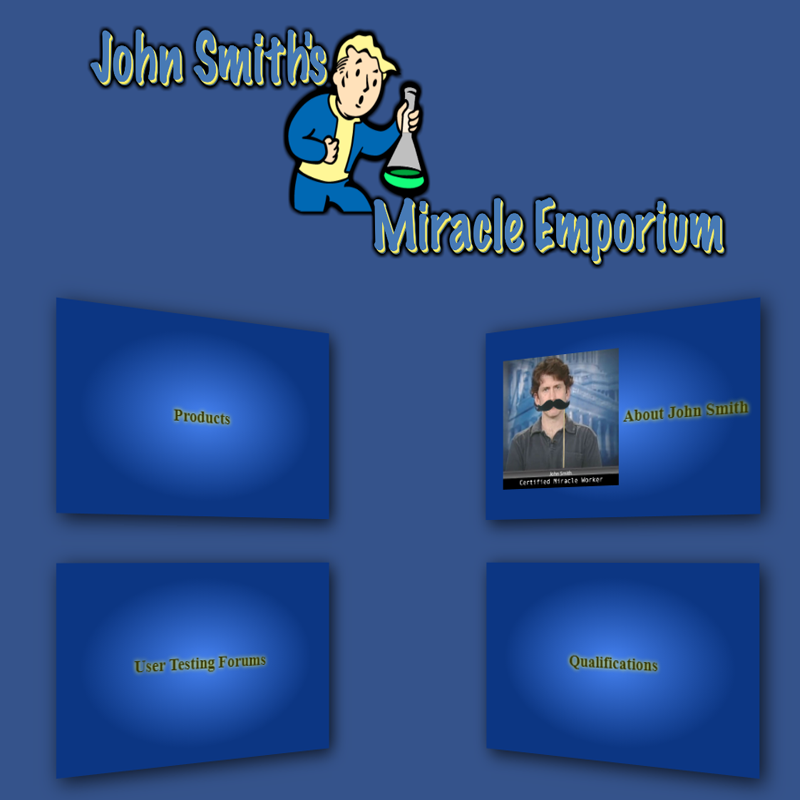 John Smith's
Miracle Emporium
Products
About John Smith
John Smith
Certified Miracle Worker
User Testing Forums
Qualifications